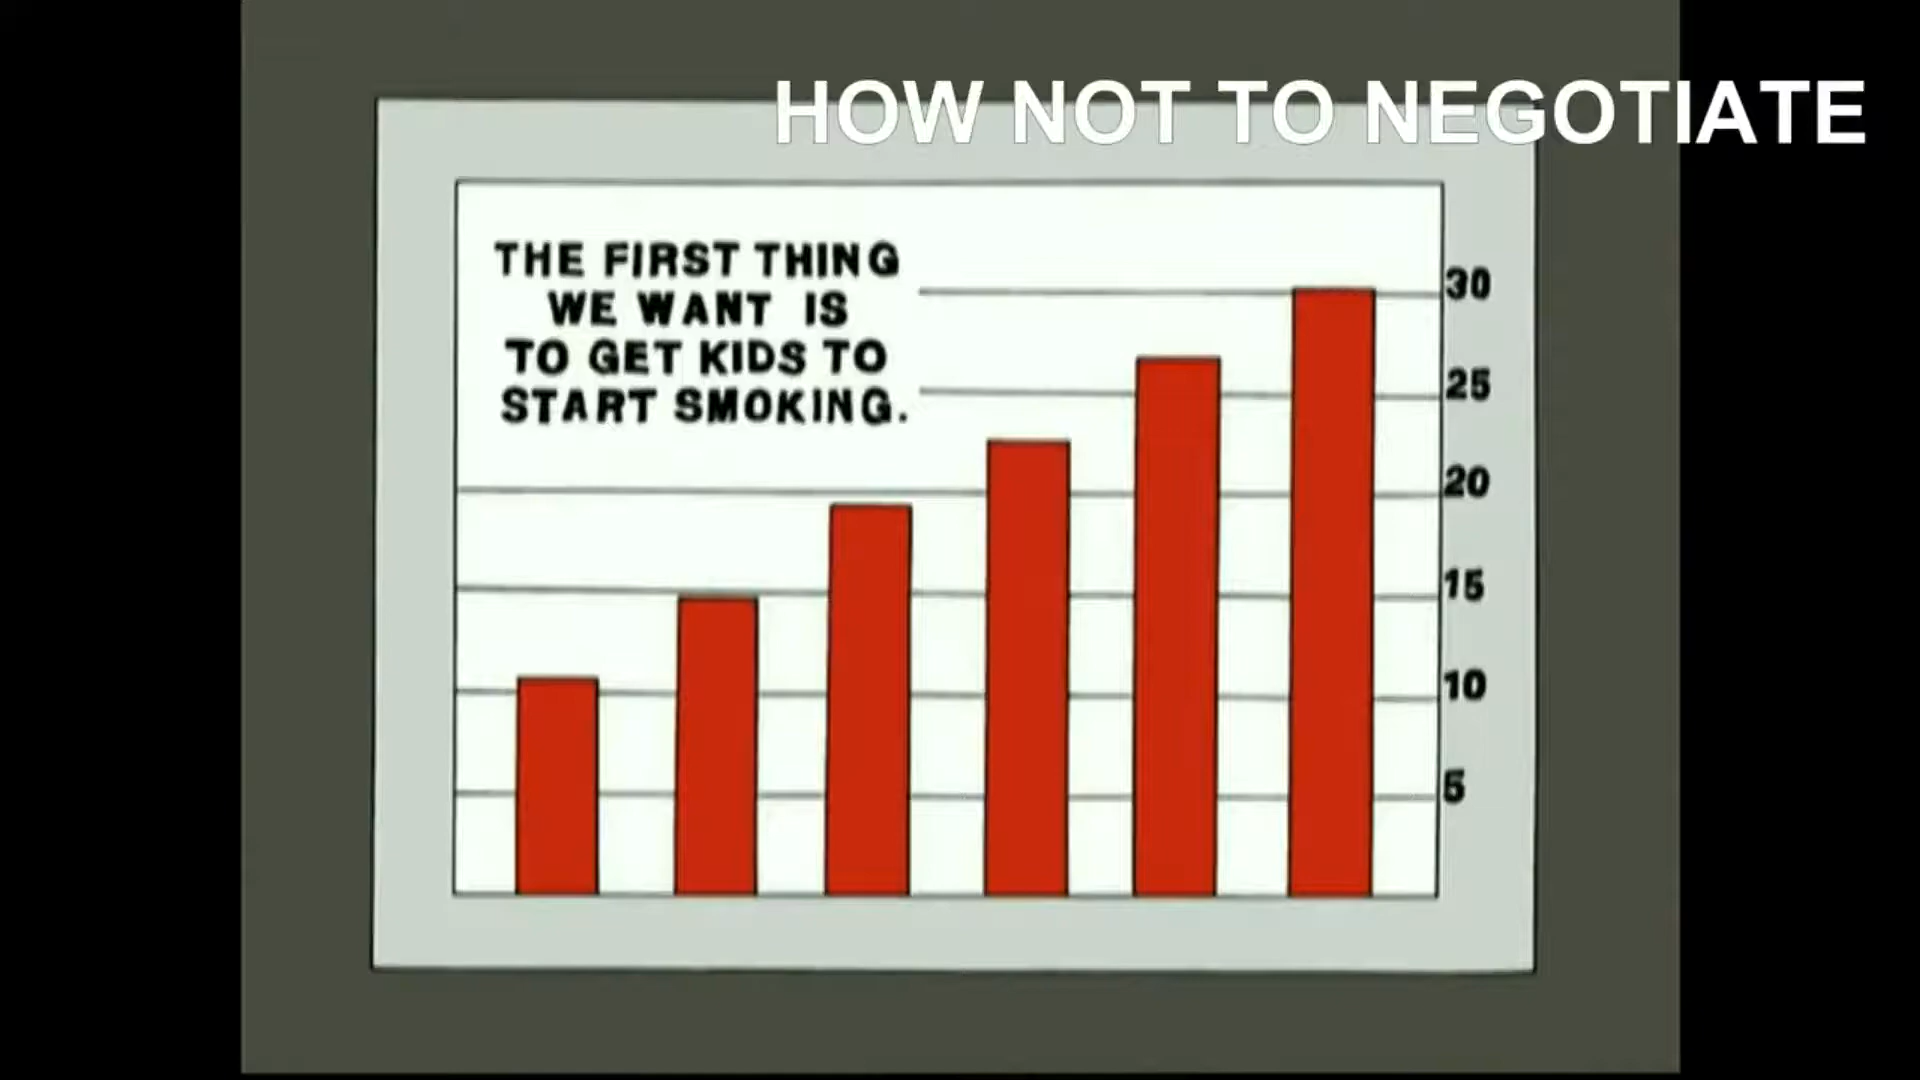 HOW NOT TO NEGOTIATE
THE FIRST THING
WE WANT IS
TO GET KIDS TO
START SMOKING.
30
25
20
15
10
5